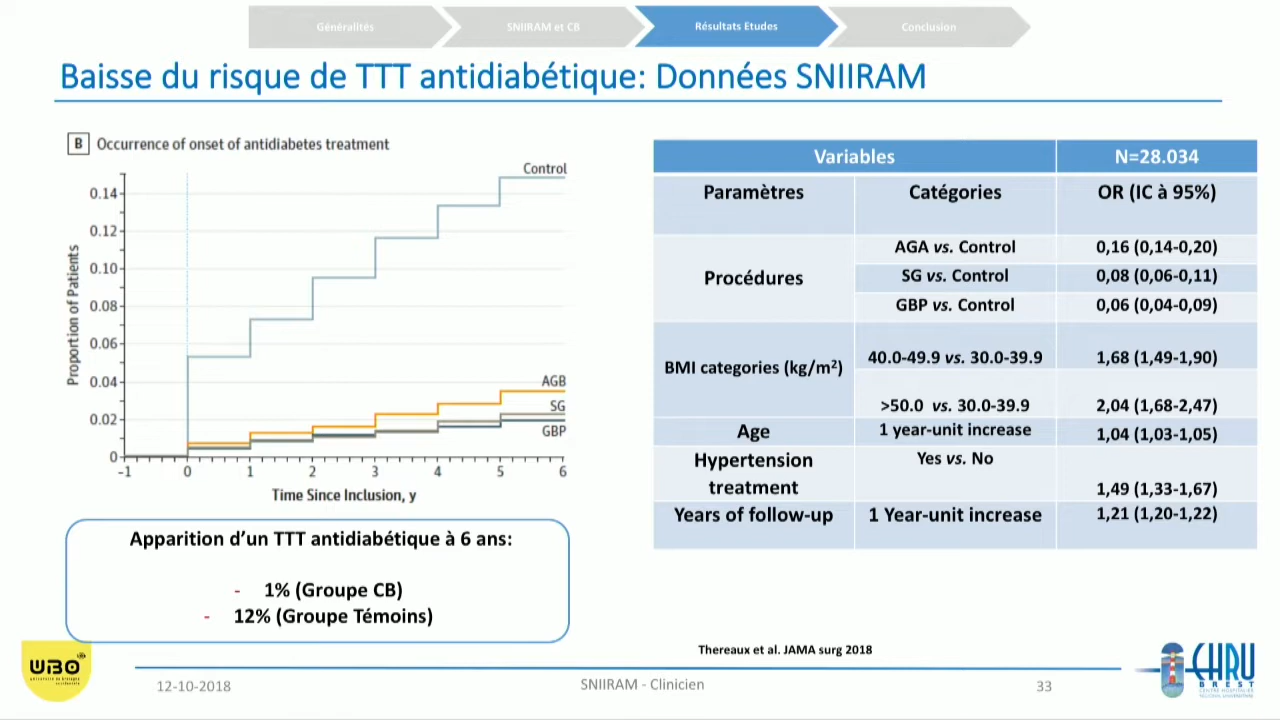 Généralités
SNIIRAM et CB
Résultats Etudes
Conclusion
Baisse du risque de TTT antidiabétique: Données SNIIRAM
B Occurrence of onset of antidiabetes treatment
Control
0.14
0.12
0.10
0.08
0.06
0.04
0.02
0
Proportion of Patients
AGB
SG
GBP
-1 0 1 2 3 4 5 6
Time Since Inclusion, y
Apparition d'un TTT antidiabétique à 6 ans:
- 1% (Groupe CB)
- 12% (Groupe Témoins)
Variables N=28.034
Paramètres Catégories OR (IC à 95%)
Procédures
AGA vs. Control 0,16 (0,14-0,20)
SG vs. Control 0,08 (0,06-0,11)
GBP vs. Control 0,06 (0,04-0,09)
BMI categories (kg/m²)
40.0-49.9 vs. 30.0-39.9 1,68 (1,49-1,90)
>50.0 vs. 30.0-39.9 2,04 (1,68-2,47)
Age 1 year-unit increase 1,04 (1,03-1,05)
Hypertension
treatment
Yes vs. No
1,49 (1,33-1,67)
Years of follow-up 1 Year-unit increase 1,21 (1,20-1,22)
Thereaux et al. JAMA surg 2018
UBO
12-10-2018
SNIIRAM - Clinicien
33
CHRU
BREST